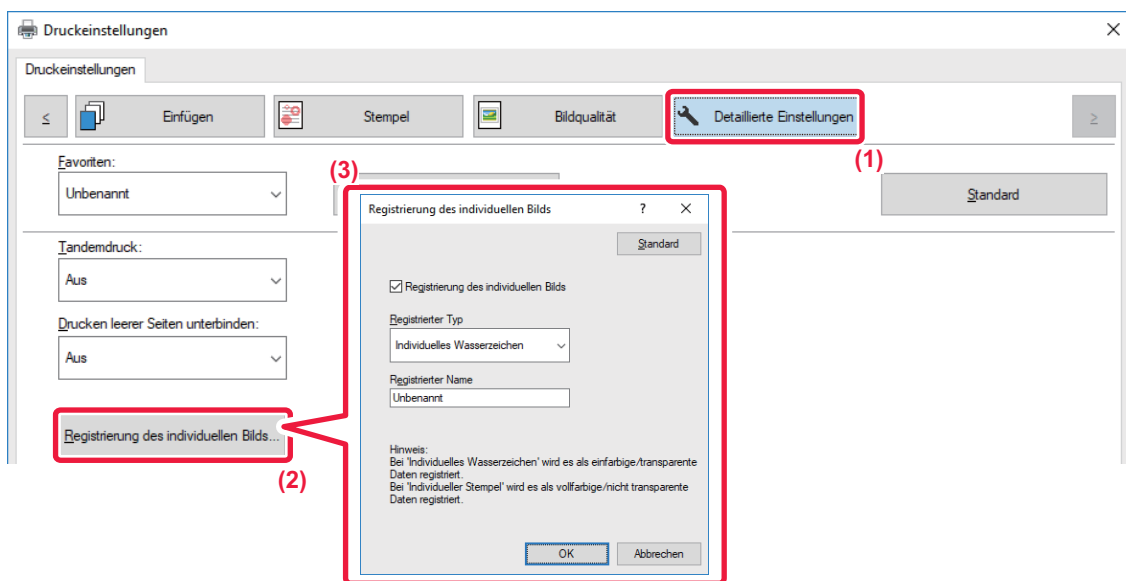 Druckeinstellungen
Druckeinstellungen
≤ Einfügen Stempel Bildqualität Detaillierte Einstellungen ≥
(1)
Favoriten:
Unbenannt
Standard
Tandemdruck:
Aus
Drucken leerer Seiten unterbinden:
Aus
Registrierung des individuellen Bilds...
(2)
(3)
Registrierung des individuellen Bilds ?
Standard
Registrierung des individuellen Bilds
Registrierter Typ
Individuelles Wasserzeichen
Registrierter Name
Unbenannt
Hinweis:
Bei 'Individuelles Wasserzeichen' wird es als einfarbige/transparente
Daten registriert.
Bei 'Individueller Stempel' wird es als vollfarbige/nicht transparente
Daten registriert.
OK Abbrechen